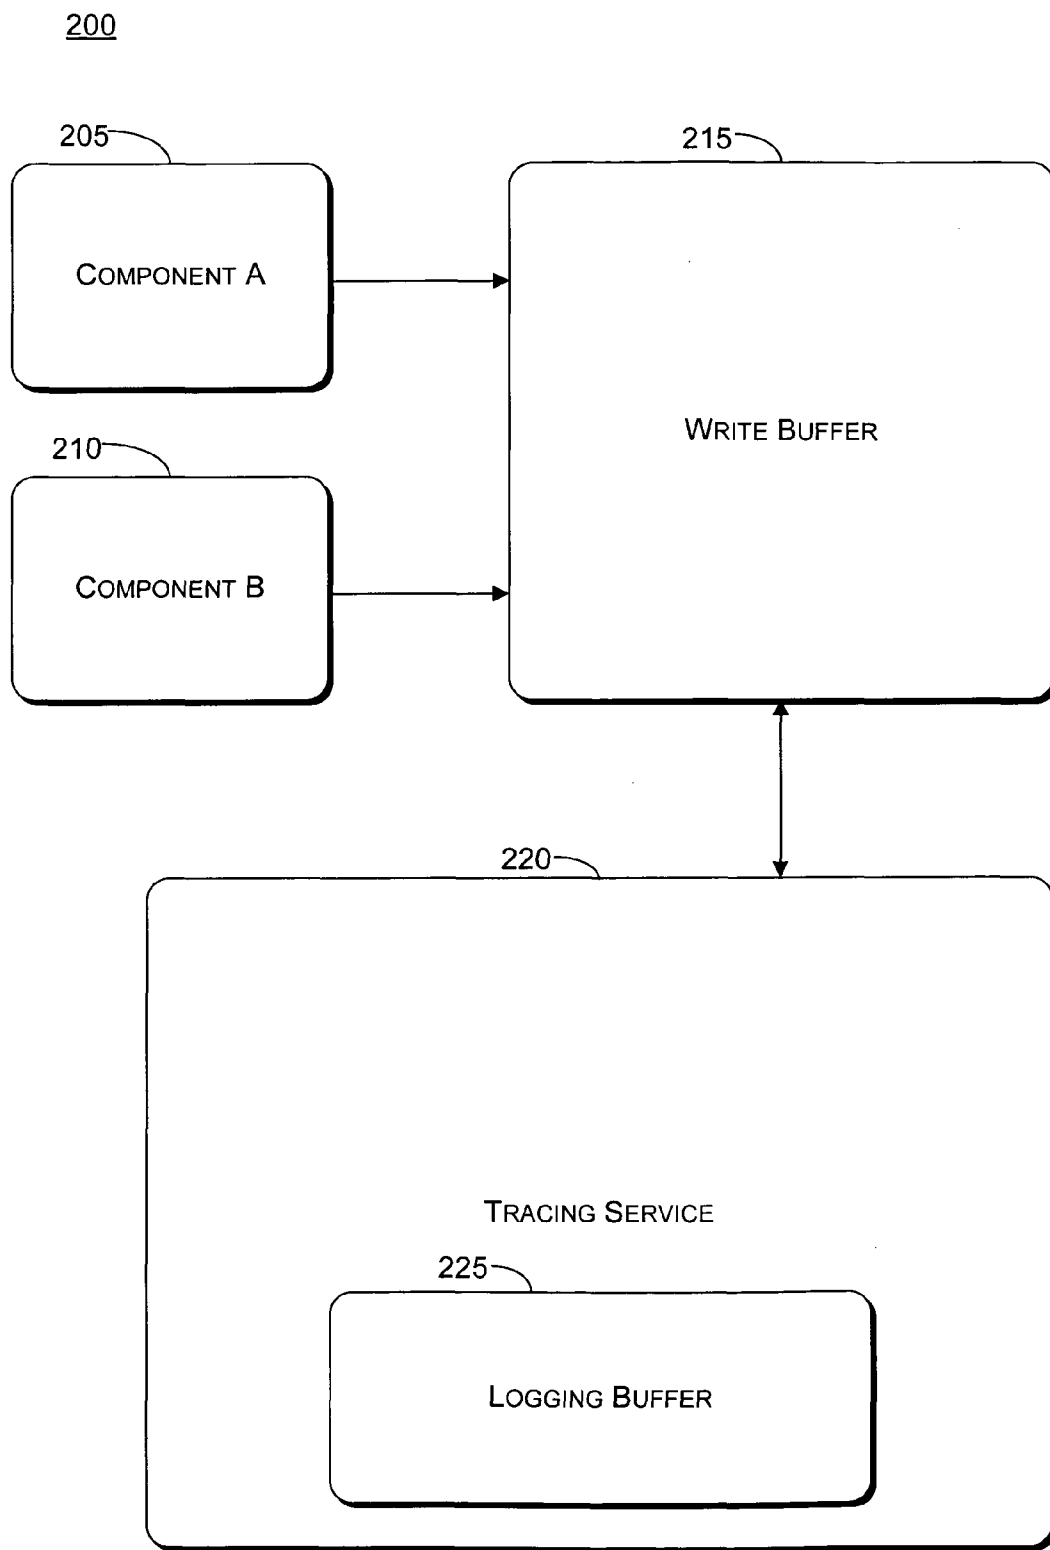 200
205
215
COMPONENT A
WRITE BUFFER
210
COMPONENT B
220
TRACING SERVICE
225
LOGGING BUFFER